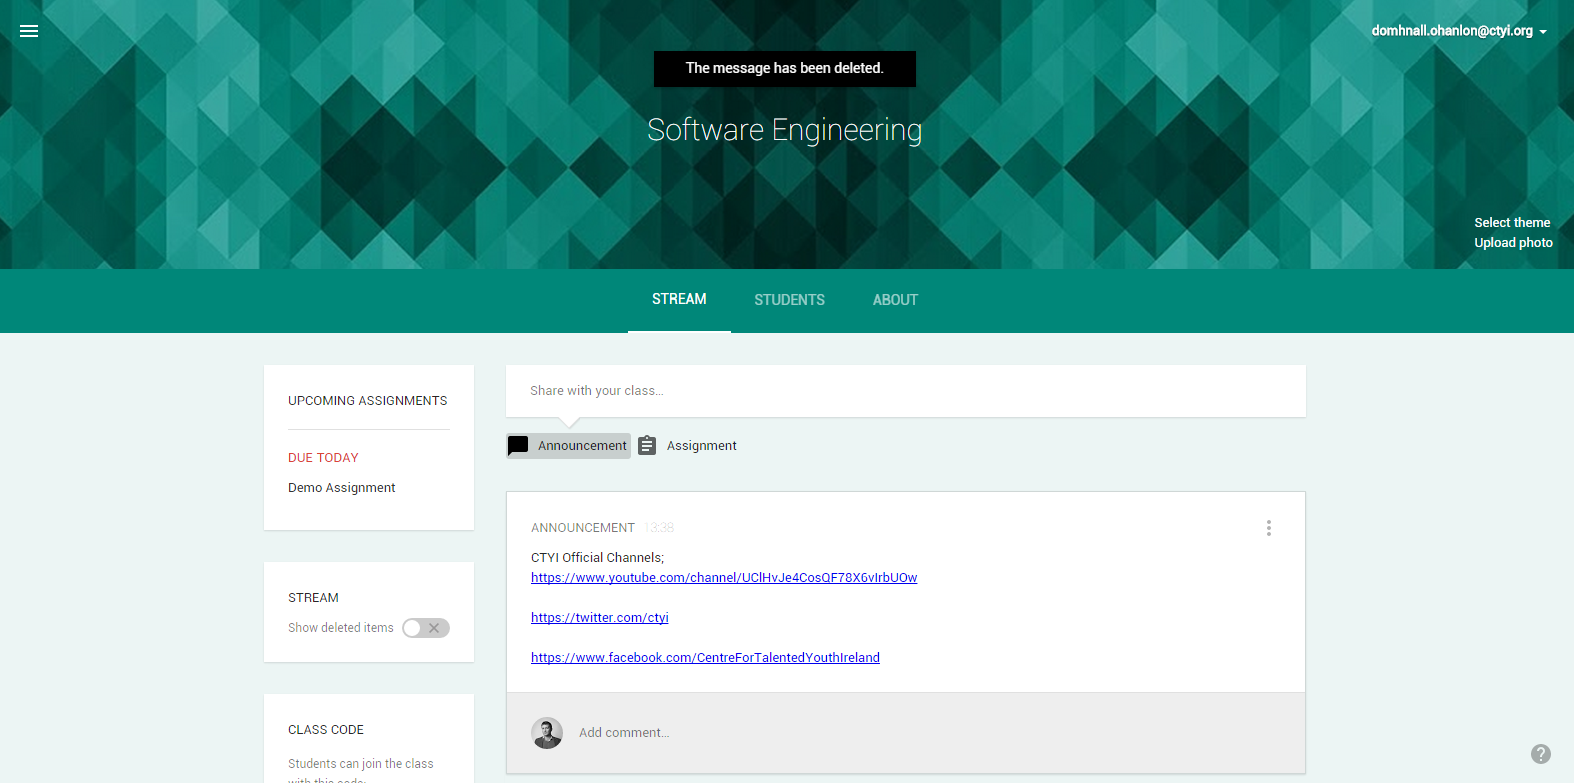 domhnall.ohanlon@ctyi.org
The message has been deleted.
Software Engineering
Select theme
Upload photo
STREAM
STUDENTS
ABOUT
UPCOMING ASSIGNMENTS
DUE TODAY
Demo Assignment
STREAM
Show deleted items
CLASS CODE
Students can join the class
with this code:
Share with your class...
Announcement
Assignment
ANNOUNCEMENT 13:38
CTYI Official Channels;
https://www.youtube.com/channel/UClHvJe4CosQF78X6vIrbUOw
https://twitter.com/ctyi
https://www.facebook.com/CentreForTalentedYouthIreland
Add comment...